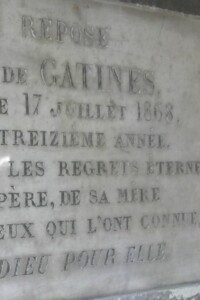 REPOSE
DE GATINES,
E 17 JUILLET 1863,
TREIZIÈME ANNÉE,
LES REGRETS ÉTERNE
PÈRE, DE SA MÈRE
EUX QUI L'ONT CONNUE,
DIEU POUR ELLE